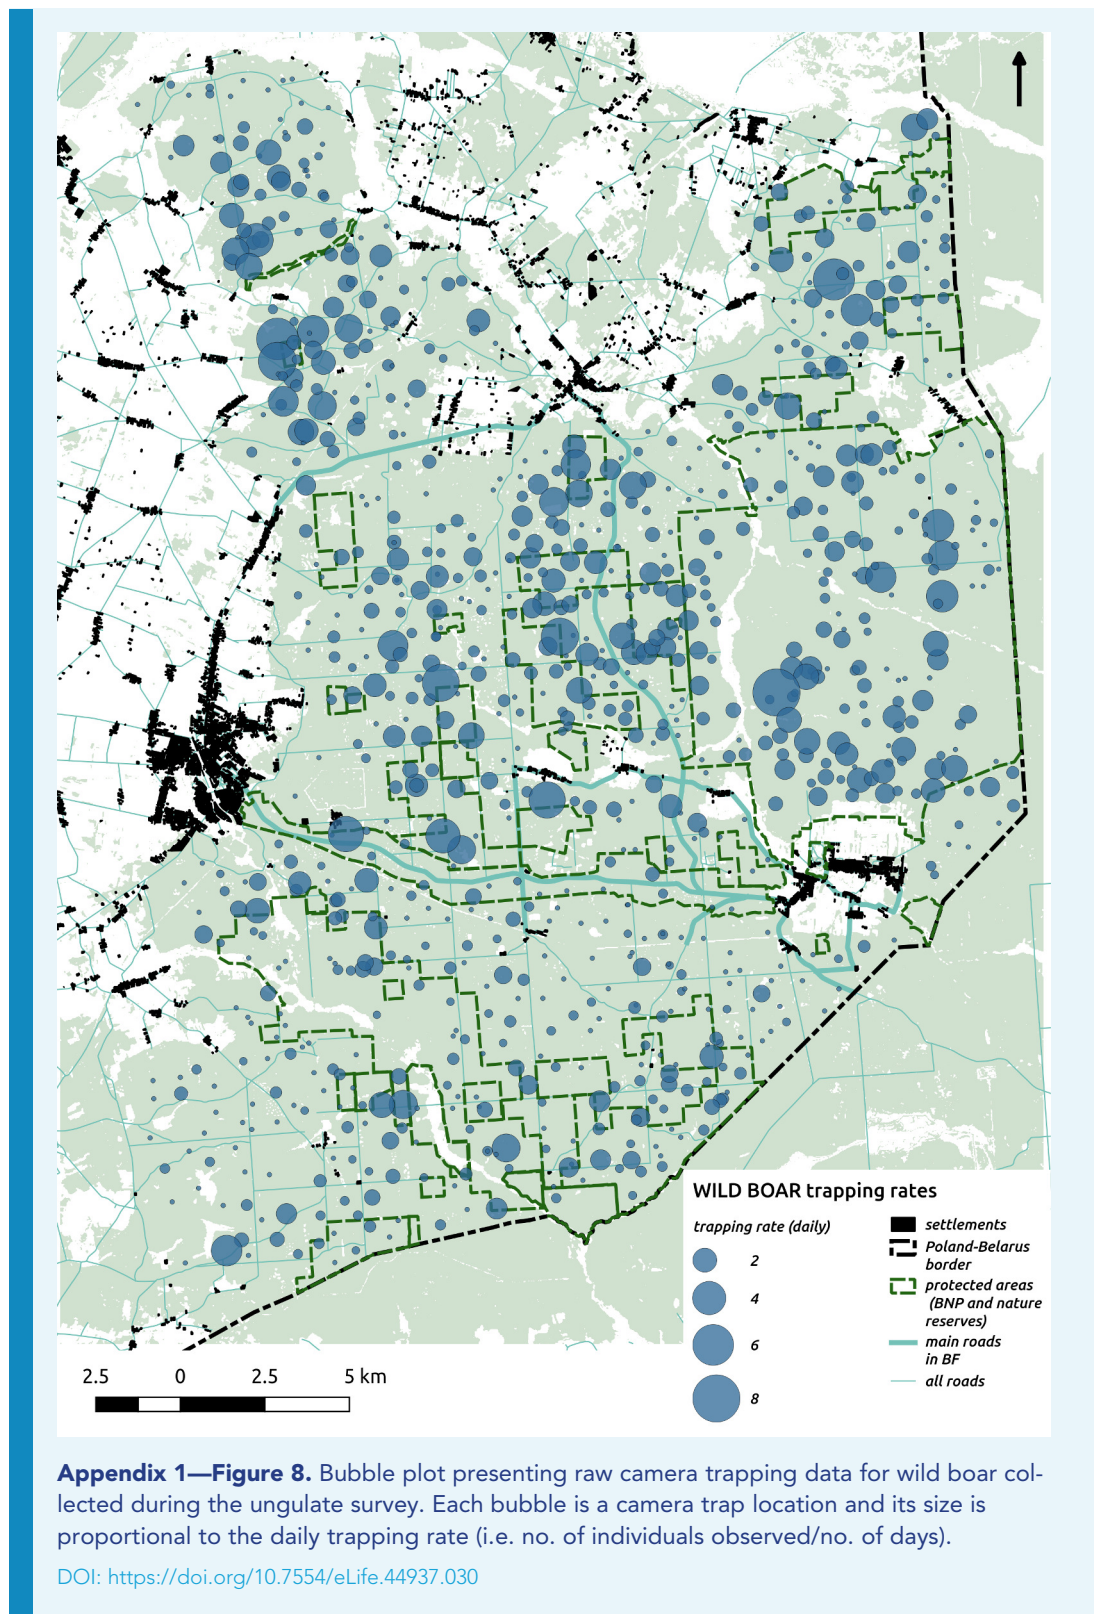 WILD BOAR trapping rates
trapping rate (daily)
2
4
6
8
settlements
Poland-Belarus
border
protected areas
(BNP and nature
reserves)
main roads
in BF
all roads
2.5 0 2.5 5 km
Appendix 1—Figure 8. Bubble plot presenting raw camera trapping data for wild boar col-
lected during the ungulate survey. Each bubble is a camera trap location and its size is
proportional to the daily trapping rate (i.e. no. of individuals observed/no. of days).
DOI: https://doi.org/10.7554/eLife.44937.030